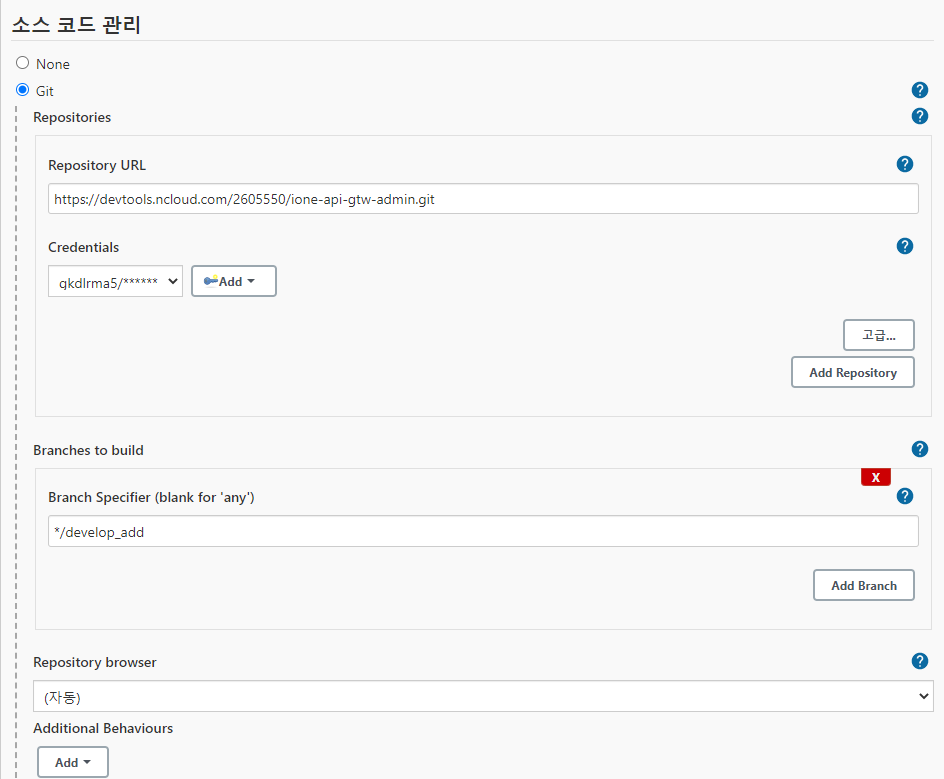 소스 코드 관리
None
Git
Repositories
Repository URL
https://devtools.ncloud.com/2605550/ione-api-gtw-admin.git
Credentials
qkdlrma5/******
Add
고급...
Add Repository
Branches to build
X
Branch Specifier (blank for 'any')
*/develop_add
Add Branch
Repository browser
(자동)
Additional Behaviours
Add